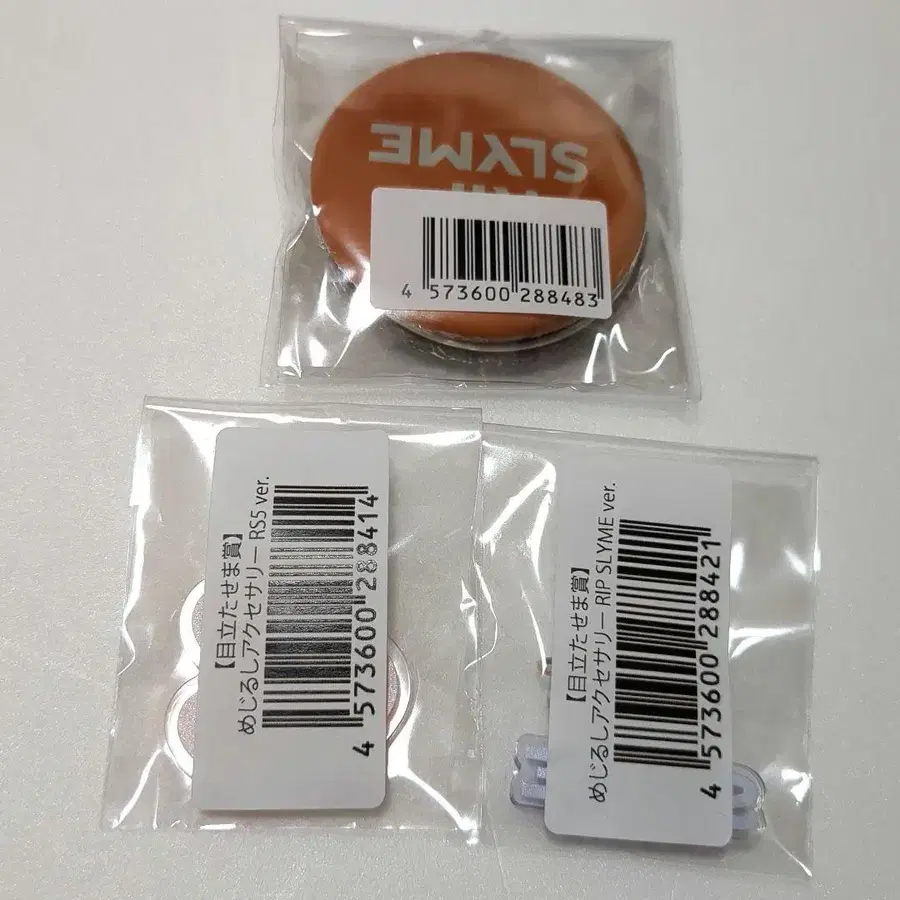 SLYME
4 573600 288483
【目立たせま賞】
めじるしアクセサリー RS5 ver.
4 573600 288414
【目立たせま賞】
めじるしアクセサリー RIP SLYME ver.
4 573600 288421